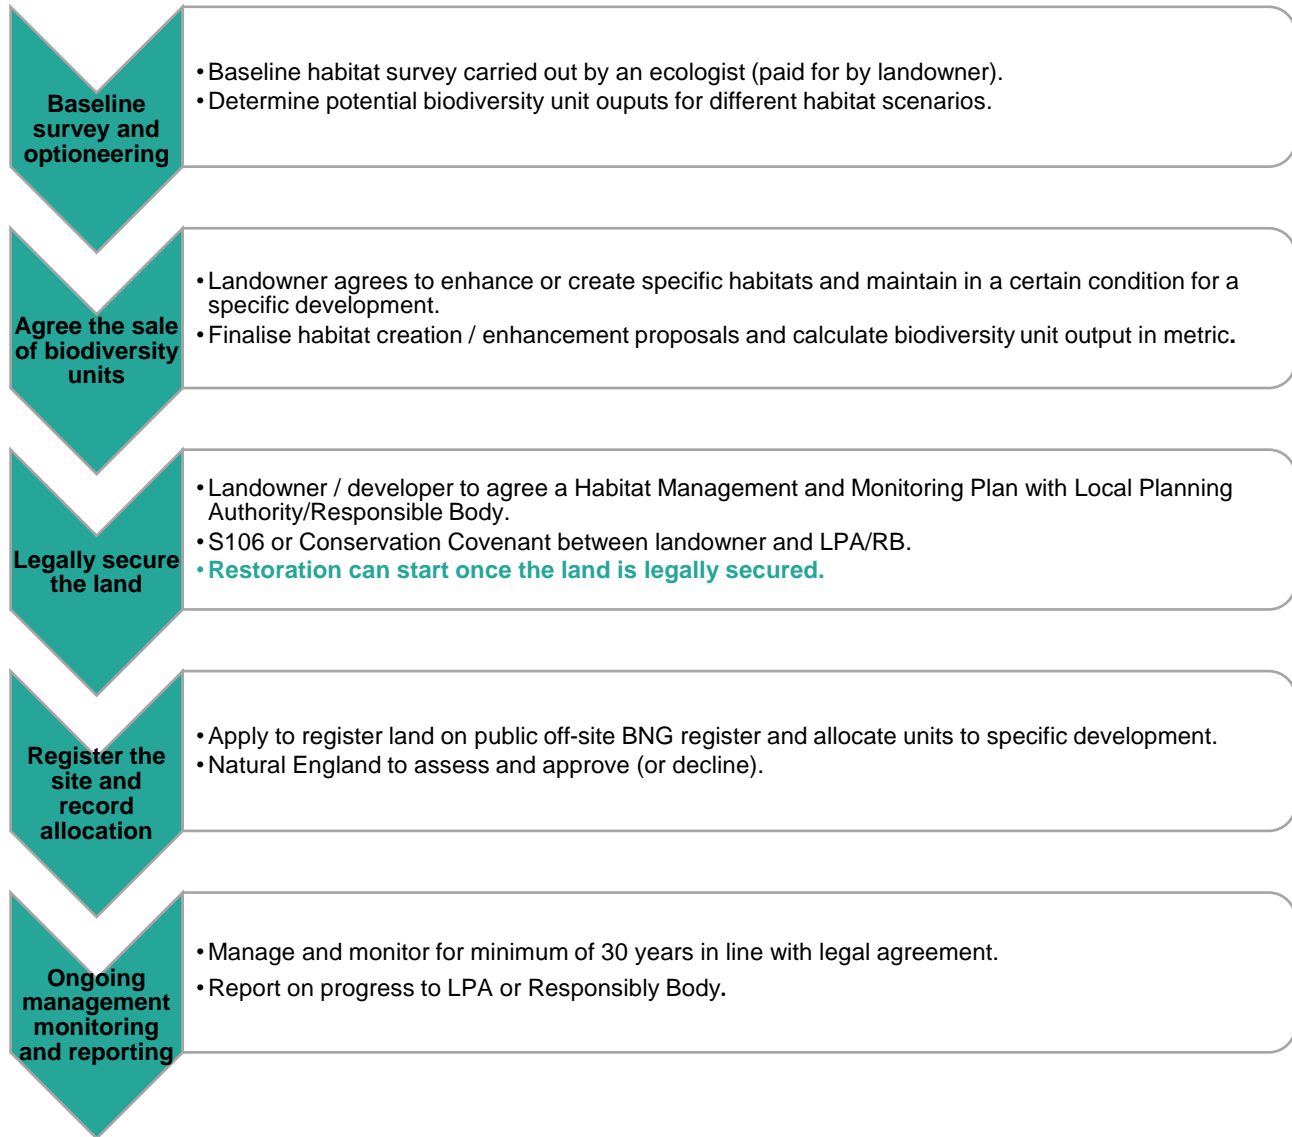 Baseline
survey and
optioneering
• Baseline habitat survey carried out by an ecologist (paid for by landowner).
• Determine potential biodiversity unit ouputs for different habitat scenarios.
Agree the sale
of biodiversity
units
• Landowner agrees to enhance or create specific habitats and maintain in a certain condition for a
specific development.
• Finalise habitat creation / enhancement proposals and calculate biodiversity unit output in metric.
Legally secure
the land
• Landowner / developer to agree a Habitat Management and Monitoring Plan with Local Planning
Authority/Responsible Body.
• S106 or Conservation Covenant between landowner and LPA/RB.
• Restoration can start once the land is legally secured.
Register the
site and
record
allocation
• Apply to register land on public off-site BNG register and allocate units to specific development.
• Natural England to assess and approve (or decline).
Ongoing
management
monitoring
and reporting
• Manage and monitor for minimum of 30 years in line with legal agreement.
• Report on progress to LPA or Responsibly Body.